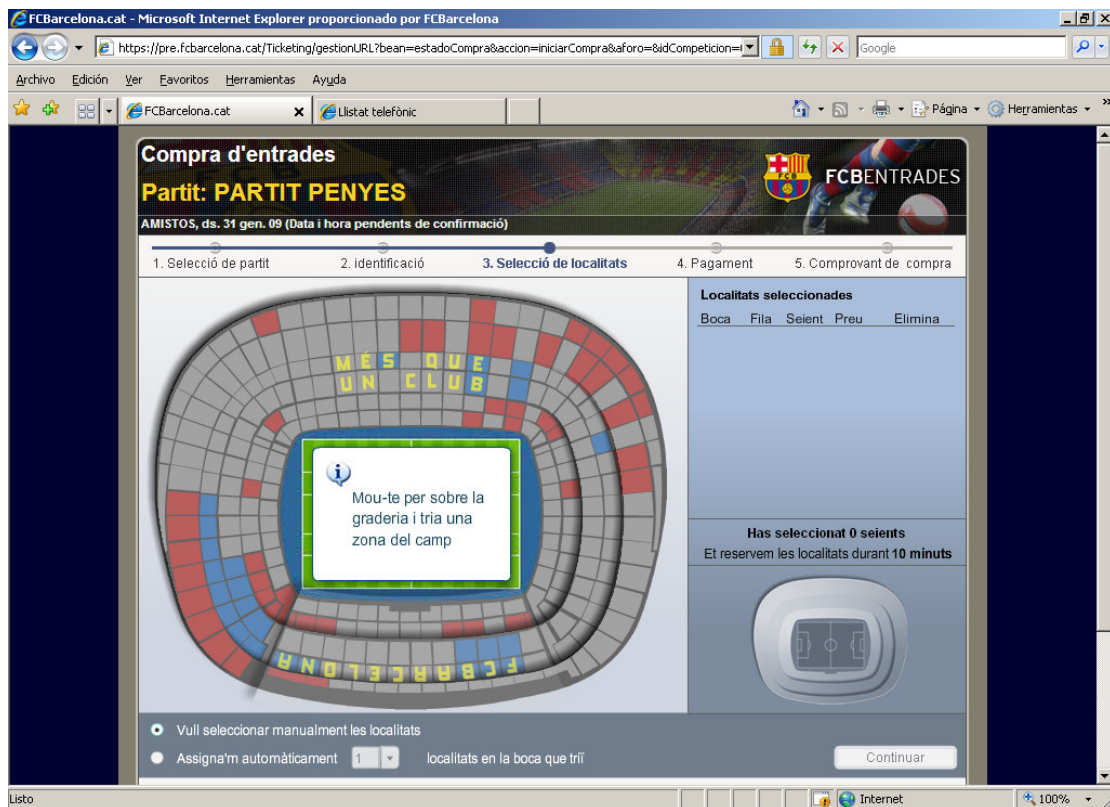 FCBarcelona.cat - Microsoft Internet Explorer proporcionado por FCBarcelona
https://pre.fcbarcelona.cat/Ticketing/gestionURL?bean=estadoCompra&accion=iniciarCompra&aforo=&idCompeticion=
Google
Archivo Edición Ver Favoritos Herramientas Ayuda
FCBarcelona.cat
Llistat telefònic
Página
Herramientas
Compra d'entrades
Partit: PARTIT PENYES
AMISTOS, ds. 31 gen. 09 (Data i hora pendents de confirmació)
FCB
FCBENTRADES
1. Selecció de partit
2. identificació
3. Selecció de localitats
4. Pagament
5. Comprovant de compra
MÉS QUE
UN CLUB
Mou-te per sobre la
graderia i tria una
zona del camp
FCBARCELONA
Localitats seleccionades
Boca Fila Seient Preu Elimina
Has seleccionat 0 seients
Et reservem les localitats durant 10 minuts
Vull seleccionar manualment les localitats
Assigna'm automàticament 1 localitats en la boca que triï
Continuar
Listo
Internet
100%